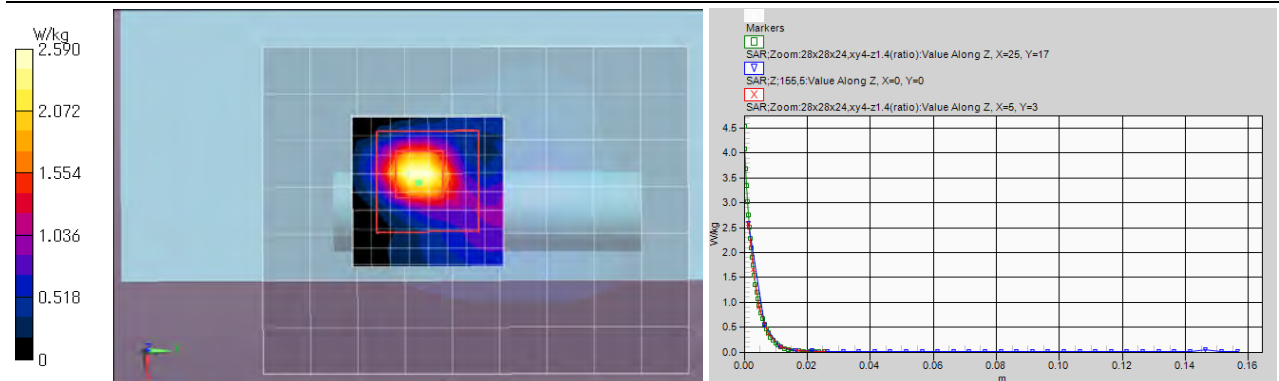 W/kg
2.590
2.072
1.554
1.036
0.518
0
Markers
SAR;Zoom:28x28x24,xy4-z1.4(ratio):Value Along Z, X=25, Y=17
SAR;Z;155,5:Value Along Z, X=0, Y=0
SAR;Zoom:28x28x24,xy4-z1.4(ratio):Value Along Z, X=5, Y=3
4.5
4.0
3.5
3.0
2.5
2.0
1.5
1.0
0.5
0.0
W/kg
0.00 0.02 0.04 0.06 0.08 0.10 0.12 0.14 0.16
m